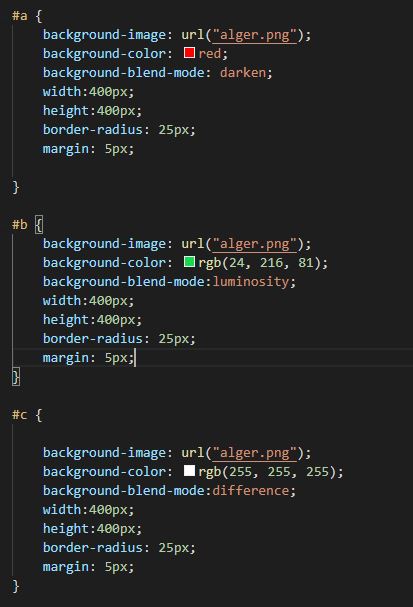 #a {
background-image: url("alger.png");
background-color: red;
background-blend-mode: darken;
width:400px;
height:400px;
border-radius: 25px;
margin: 5px;
}
#b {
background-image: url("alger.png");
background-color: rgb(24, 216, 81);
background-blend-mode:luminosity;
width:400px;
height:400px;
border-radius: 25px;
margin: 5px;
}
#c {
background-image: url("alger.png");
background-color: rgb(255, 255, 255);
background-blend-mode:difference;
width:400px;
height:400px;
border-radius: 25px;
margin: 5px;
}